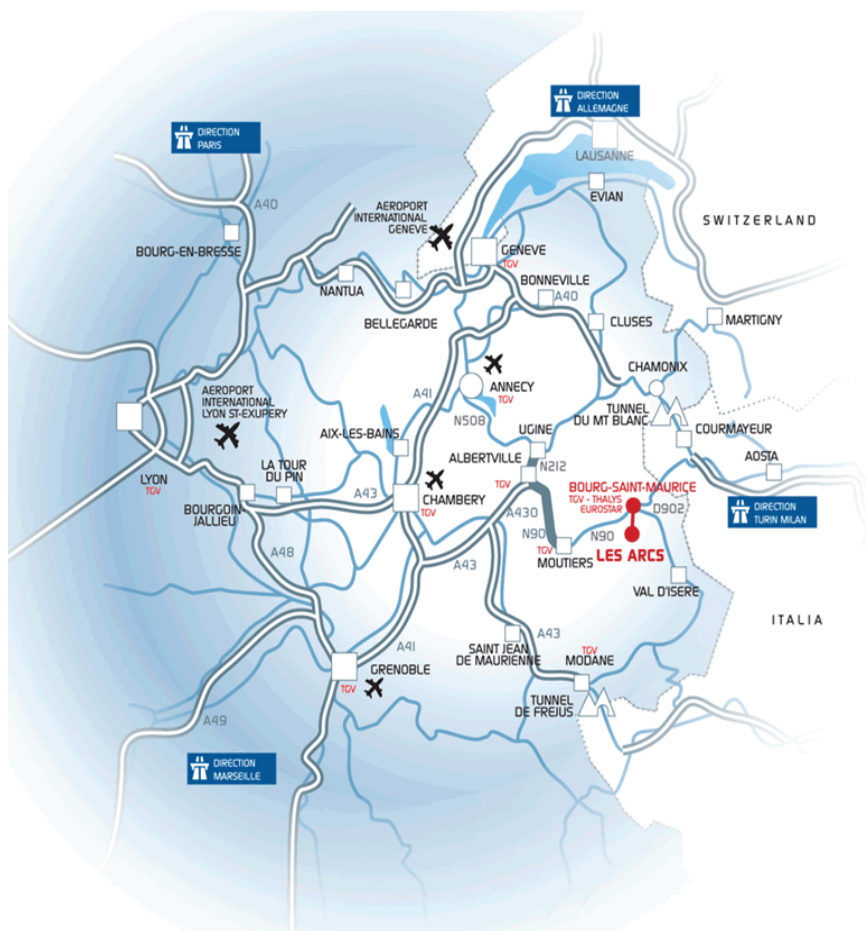 DIRECTION
ALLEMAGNE
DIRECTION
PARIS
LAUSANNE
EVIAN
A40
AEROPORT
INTERNATIONAL
GENEVE
SWITZERLAND
BOURG-EN-BRESSE
GENEVE
TGV
NANTUA
BONNEVILLE
A40
BELLEGARDE
CLUSES
MARTIGNY
CHAMONIX
AEROPORT
INTERNATIONAL
LYON ST-EXUPERY
A41
ANNECY
TGV
N508
TUNNEL
DU MT BLANC
COURMAYEUR
UGINE
AIX-LES-BAINS
ALBERTVILLE
N212
AOSTA
LYON
TGV
LA TOUR
DU PIN
A43
CHAMBERY
TGV
TGV
BOURG-SAINT-MAURICE
TGV - THALYS
EUROSTAR
D902
DIRECTION
TURIN MILAN
BOURGOIN-
JALLIEU
A430
N90
N90
LES ARCS
A48
A43
TGV
MOUTIERS
VAL D'ISERE
ITALIA
A41
SAINT JEAN
DE MAURIENNE
A43
TGV
MODANE
GRENOBLE
TGV
TUNNEL
DE FREJUS
A49
DIRECTION
MARSEILLE